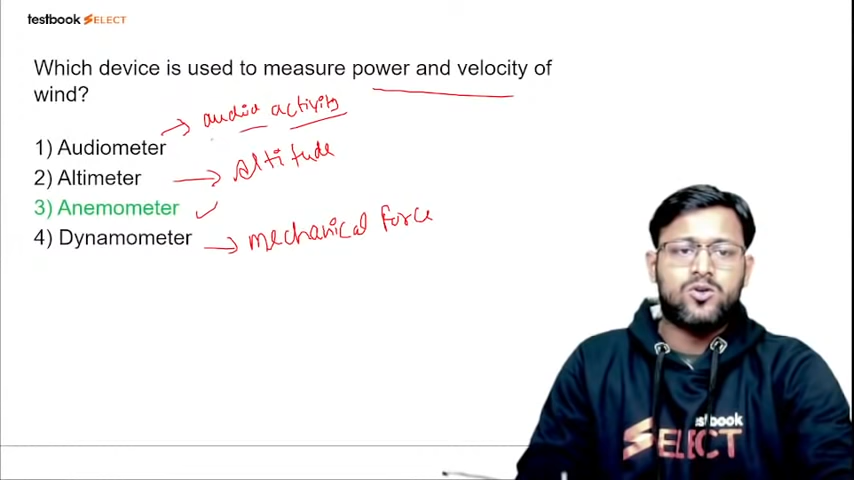 testbook SELECT
Which device is used to measure power and velocity of
wind?
audio activity
1) Audiometer
2) Altimeter
Altitude
3) Anemometer
4) Dynamometer
mechanical force
testbook
SELECT